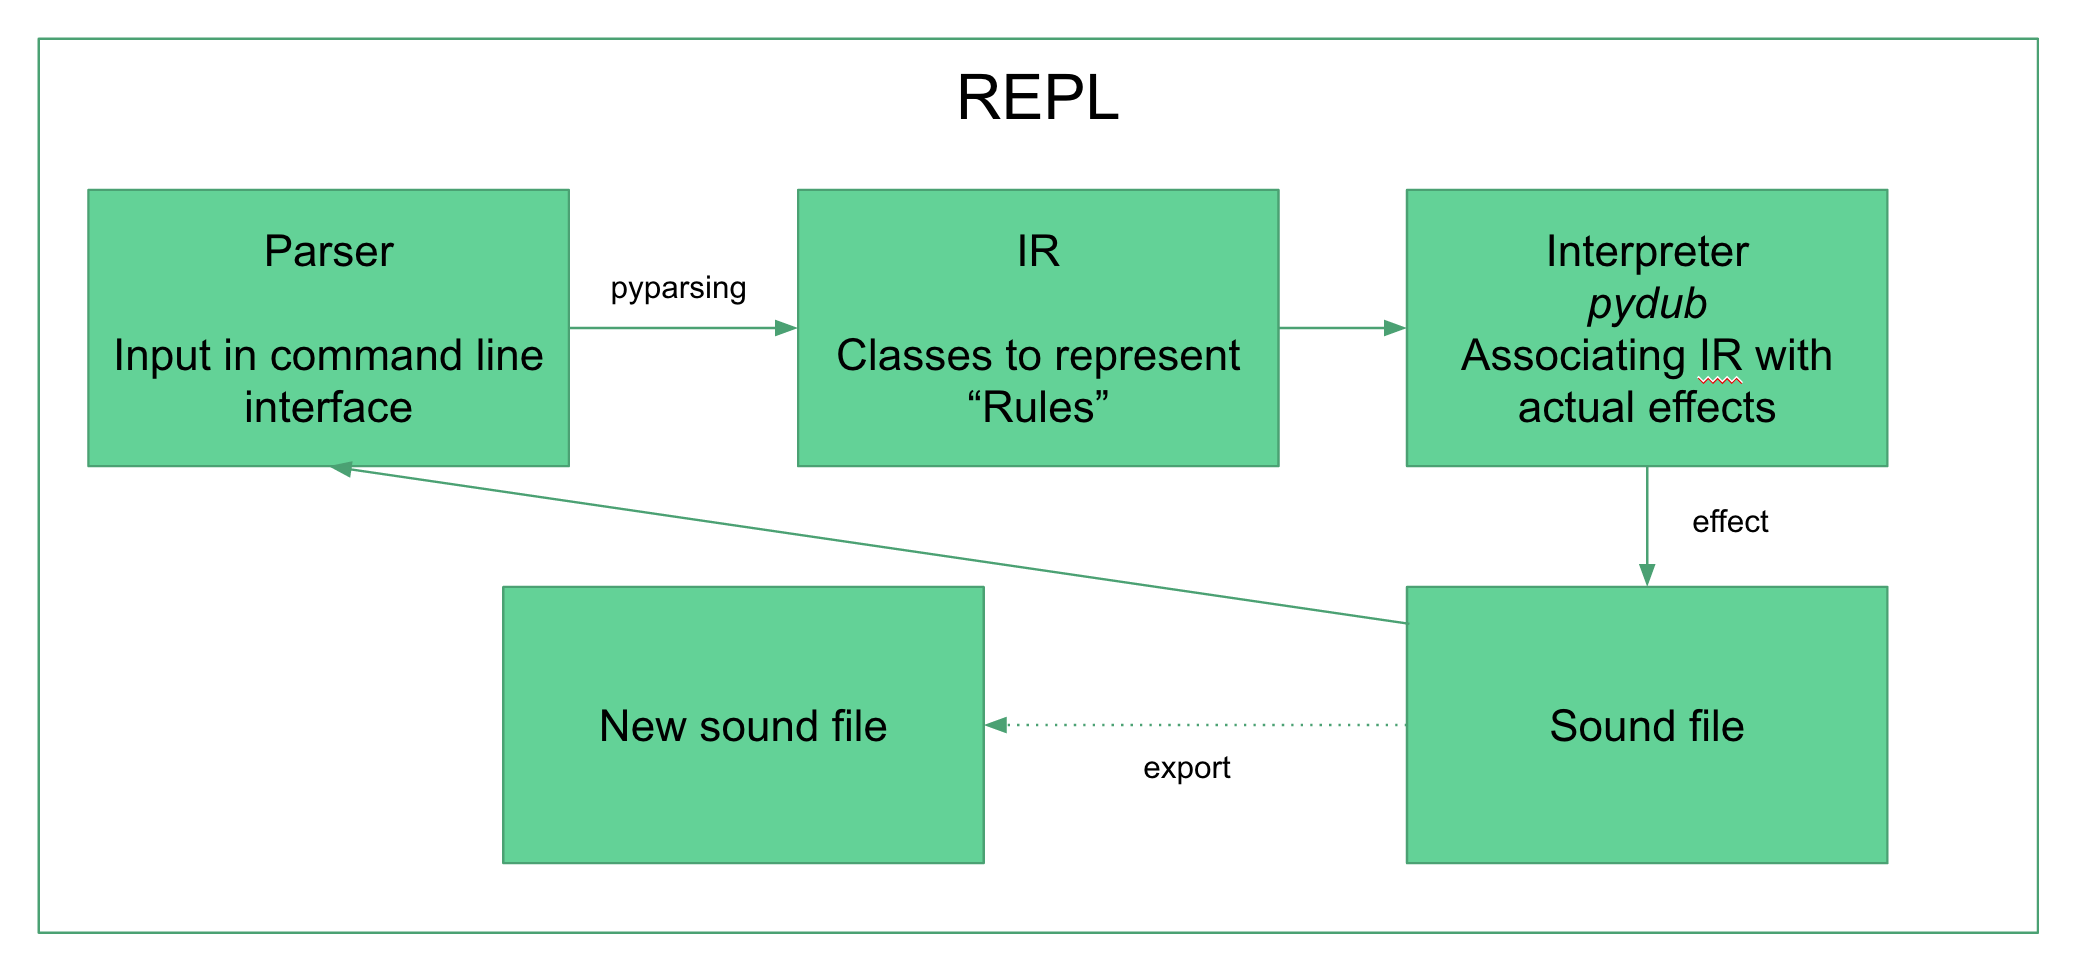 REPL
Parser
Input in command line
interface
pyparsing
IR
Classes to represent
“Rules”
Interpreter
pydub
Associating IR with
actual effects
effect
New sound file
export
Sound file